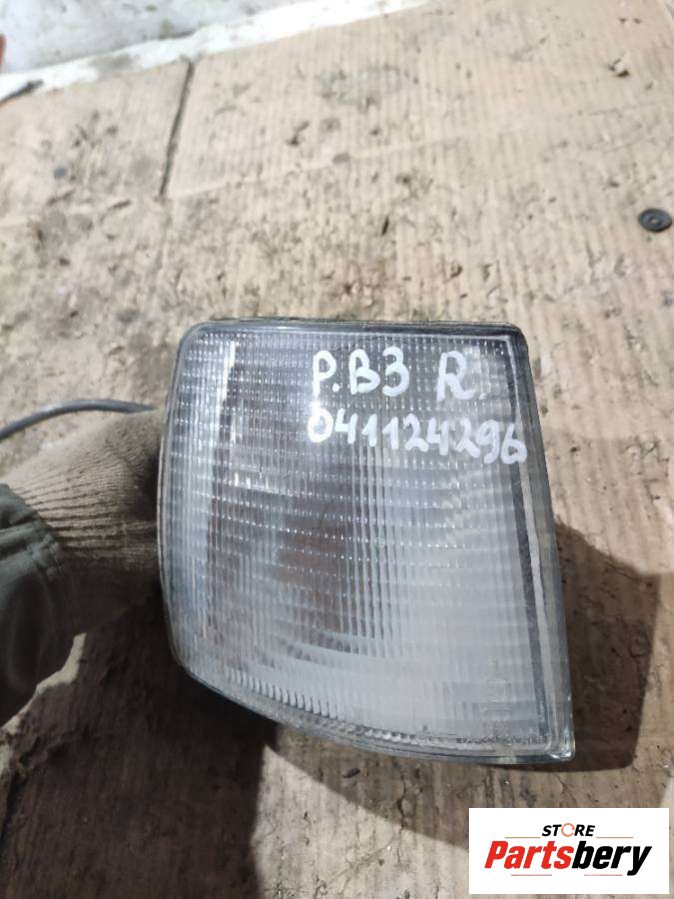 P.B3 R.
041124296
STORE
Partsbery